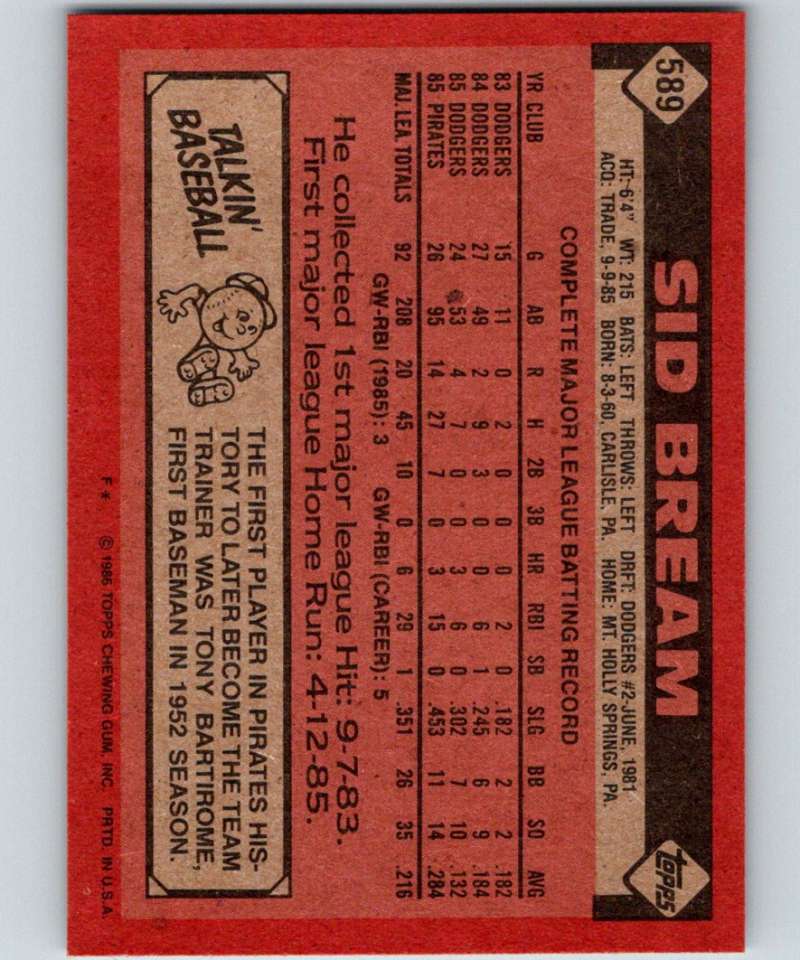 589
SID BREAM
topps
HT: 6'4" WT: 215 BATS: LEFT THROWS: LEFT DRFT: DODGERS #2-JUNE, 1981
ACQ: TRADE, 9-9-85 BORN: 8-3-60, CARLISLE, PA. HOME: MT. HOLLY SPRINGS, PA.
COMPLETE MAJOR LEAGUE BATTING RECORD
YR CLUB G AB R H 2B 3B HR RBI SB SLG BB SO AVG
83 DODGERS 15 11 0 2 0 0 0 2 0 .182 2 2 .182
84 DODGERS 27 49 2 9 3 0 0 6 1 .245 6 9 .184
85 DODGERS 24 53 4 7 0 0 3 6 0 .302 7 10 .132
85 PIRATES 26 95 14 27 7 0 3 15 0 .453 11 14 .284
MAJ. LEA. TOTALS 92 208 20 45 10 0 6 29 1 .351 26 35 .216
GW-RBI (1985): 3 GW-RBI (CAREER): 5
He collected 1st major league Hit: 9-7-83.
First major league Home Run: 4-12-85.
TALKIN'
BASEBALL
THE FIRST PLAYER IN PIRATES HIS-
TORY TO LATER BECOME THE TEAM
TRAINER WAS TONY BARTIROME,
FIRST BASEMAN IN 1952 SEASON.
F* © 1986 TOPPS CHEWING GUM, INC. PRTD. IN U.S.A.